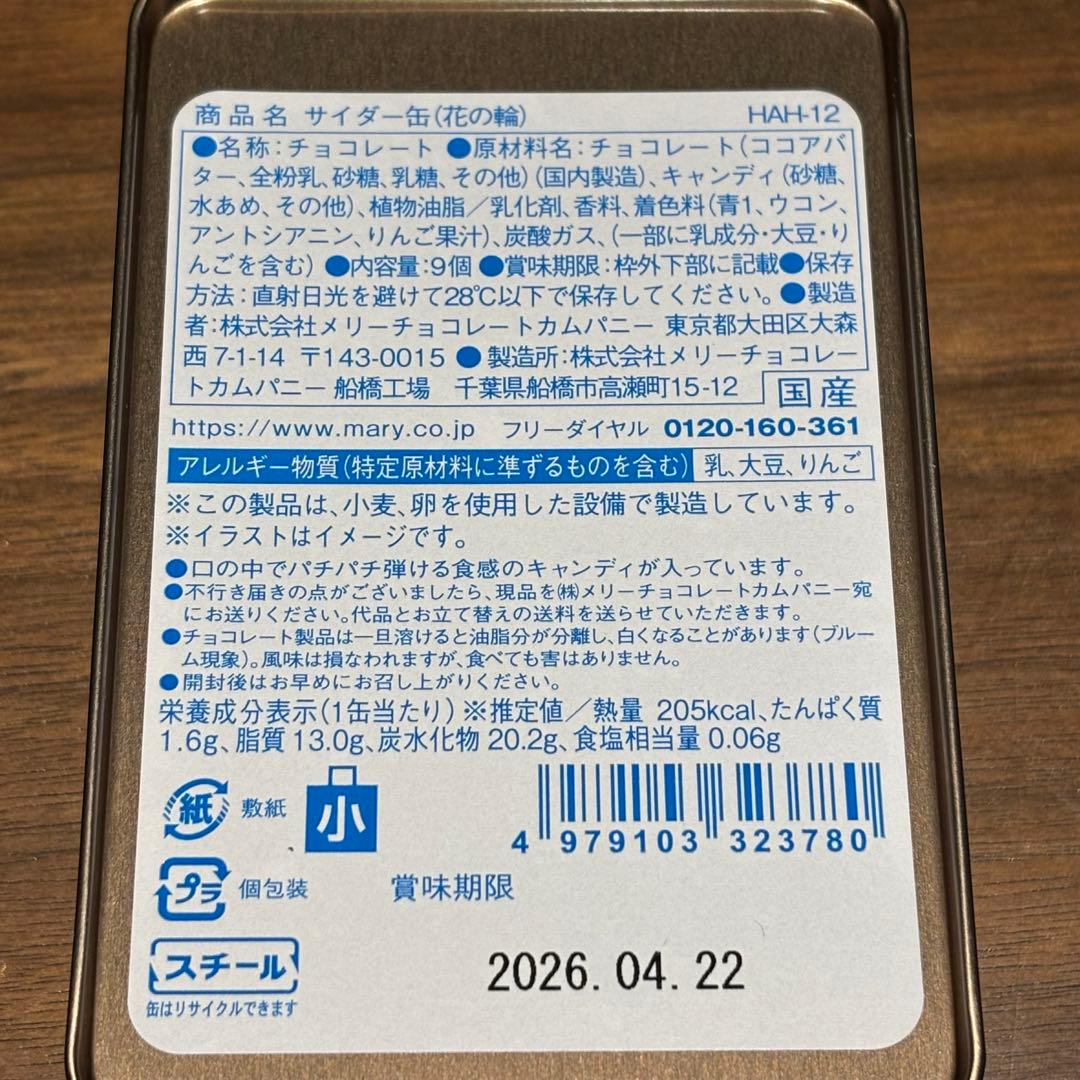 商品名 サイダー缶(花の輪) HAH-12
●名称:チョコレート ●原材料名:チョコレート(ココアバ
ター、全粉乳、砂糖、乳糖、その他)(国内製造)、キャンディ(砂糖、
水あめ、その他)、植物油脂／乳化剤、香料、着色料(青1、ウコン、
アントシアニン、りんご果汁)、炭酸ガス、(一部に乳成分・大豆・り
んごを含む) ●内容量:9個 ●賞味期限:枠外下部に記載●保存
方法:直射日光を避けて28℃以下で保存してください。●製造
者:株式会社メリーチョコレートカムパニー 東京都大田区大森
西7-1-14 〒143-0015 ●製造所:株式会社メリーチョコレー
トカムパニー 船橋工場 千葉県船橋市高瀬町15-12 国産
https://www.mary.co.jp フリーダイヤル 0120-160-361
アレルギー物質(特定原材料に準ずるものを含む) 乳、大豆、りんご
※この製品は、小麦、卵を使用した設備で製造しています。
※イラストはイメージです。
●口の中でパチパチ弾ける食感のキャンディが入っています。
●不行き届きの点がございましたら、現品を㈱メリーチョコレートカムパニー宛
にお送りください。代品とお立て替えの送料を送らせていただきます。
●チョコレート製品は一旦溶けると油脂分が分離し、白くなることがあります(ブルー
ム現象)。風味は損なわれますが、食べても害はありません。
●開封後はお早めにお召し上がりください。
栄養成分表示(1缶当たり)※推定値／熱量 205kcal、たんぱく質
1.6g、脂質 13.0g、炭水化物 20.2g、食塩相当量 0.06g
紙 敷紙 小
4 979103 323780
プラ 個包装 賞味期限
スチール 2026.04.22
缶はリサイクルできます